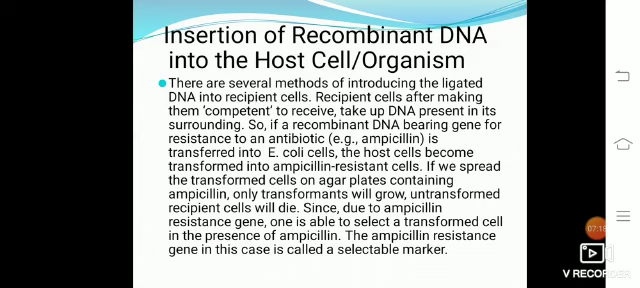 Insertion of Recombinant DNA
into the Host Cell/Organism
There are several methods of introducing the ligated
DNA into recipient cells. Recipient cells after making
them 'competent' to receive, take up DNA present in its
surrounding. So, if a recombinant DNA bearing gene for
resistance to an antibiotic (e.g., ampicillin) is
transferred into E. coli cells, the host cells become
transformed into ampicillin-resistant cells. If we spread
the transformed cells on agar plates containing
ampicillin, only transformants will grow, untransformed
recipient cells will die. Since, due to ampicillin
resistance gene, one is able to select a transformed cell
in the presence of ampicillin. The ampicillin resistance
gene in this case is called a selectable marker.
07:18
V RECORDER